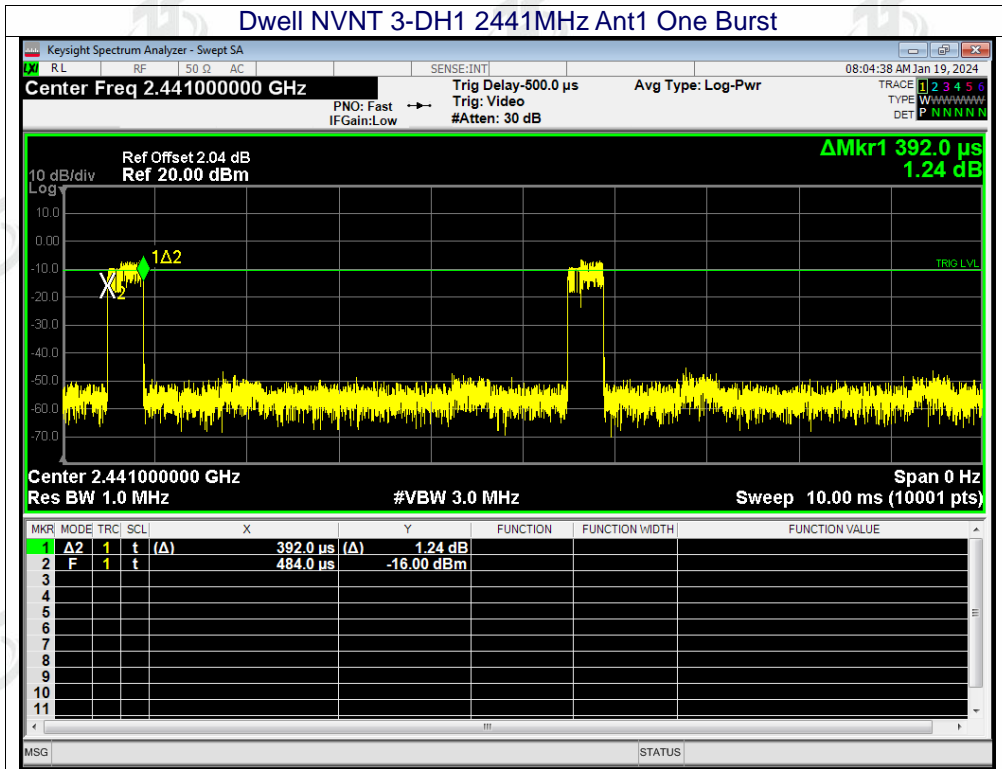 Dwell NVNT 3-DH1 2441MHz Ant1 One Burst
Keysight Spectrum Analyzer - Swept SA
LXI RL RF 50 Ω AC SENSE:INT 08:04:38 AM Jan 19, 2024
Center Freq 2.441000000 GHz
PNO: Fast
IFGain:Low
Trig Delay-500.0 µs
Trig: Video
#Atten: 30 dB
Avg Type: Log-Pwr
TRACE 1 2 3 4 5 6
TYPE WWWWWWW
DET P N N N N N
ΔMkr1 392.0 µs
1.24 dB
Ref Offset 2.04 dB
10 dB/div Ref 20.00 dBm
Log
10.0
0.00
-10.0
-20.0
-30.0
-40.0
-50.0
-60.0
-70.0
1Δ2
X2
TRIG LVL
Center 2.441000000 GHz Span 0 Hz
Res BW 1.0 MHz #VBW 3.0 MHz Sweep 10.00 ms (10001 pts)
MKR MODE TRC SCL X Y FUNCTION FUNCTION WIDTH FUNCTION VALUE
1 Δ2 1 t (Δ) 392.0 µs (Δ) 1.24 dB
2 F 1 t 484.0 µs -16.00 dBm
3
4
5
6
7
8
9
10
11
MSG STATUS